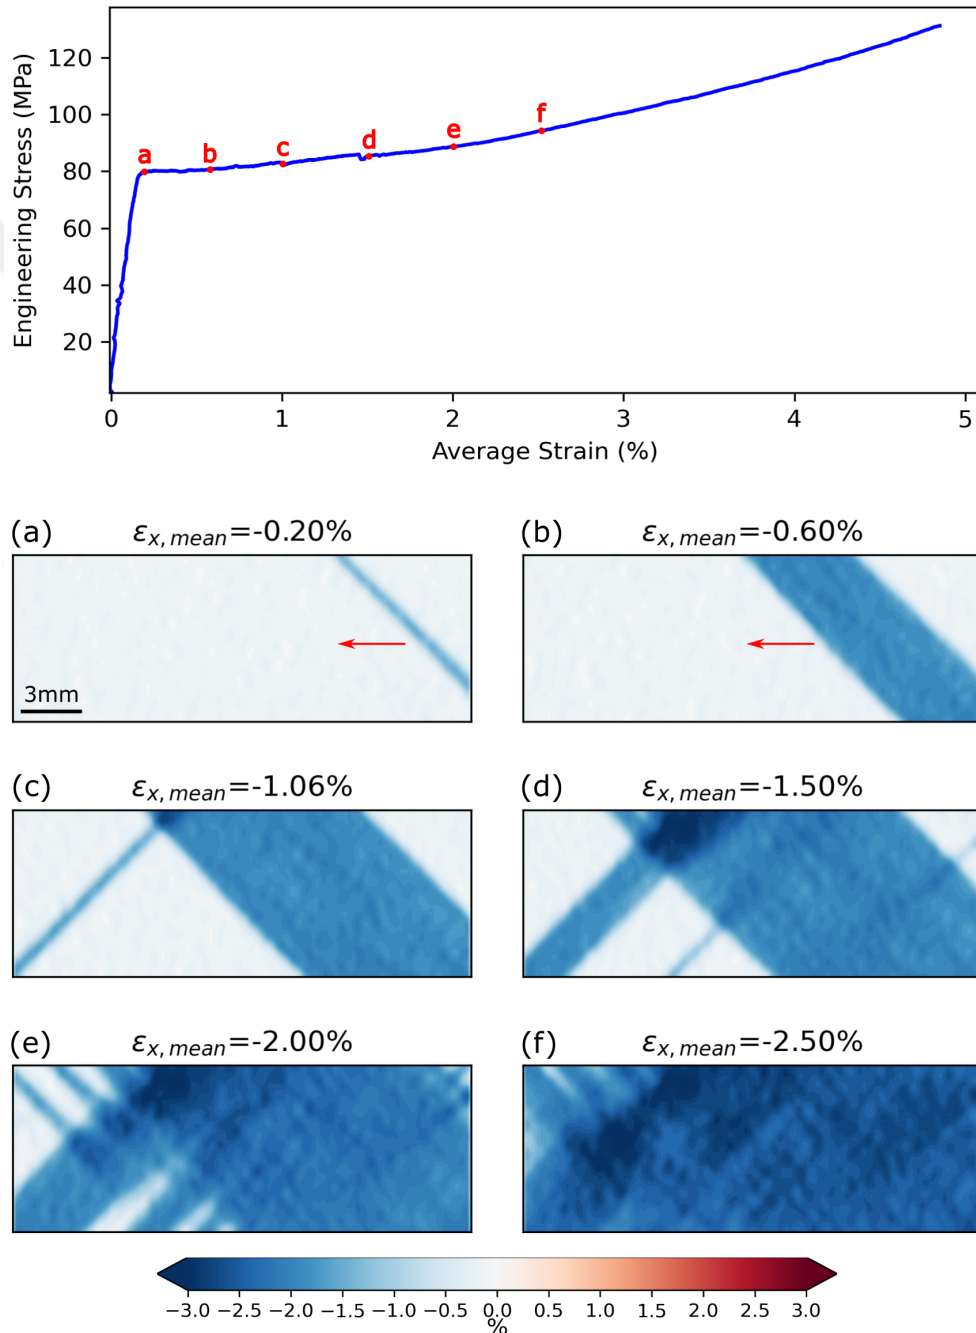 120
100
80
60
40
20
Engineering Stress (MPa)
a
b
c
d
e
f
0
1
2
3
4
5
Average Strain (%)
(a) εx, mean=-0.20%
(b) εx, mean=-0.60%
3mm
(c) εx, mean=-1.06%
(d) εx, mean=-1.50%
(e) εx, mean=-2.00%
(f) εx, mean=-2.50%
−3.0 −2.5 −2.0 −1.5 −1.0 −0.5 0.0 0.5 1.0 1.5 2.0 2.5 3.0
%